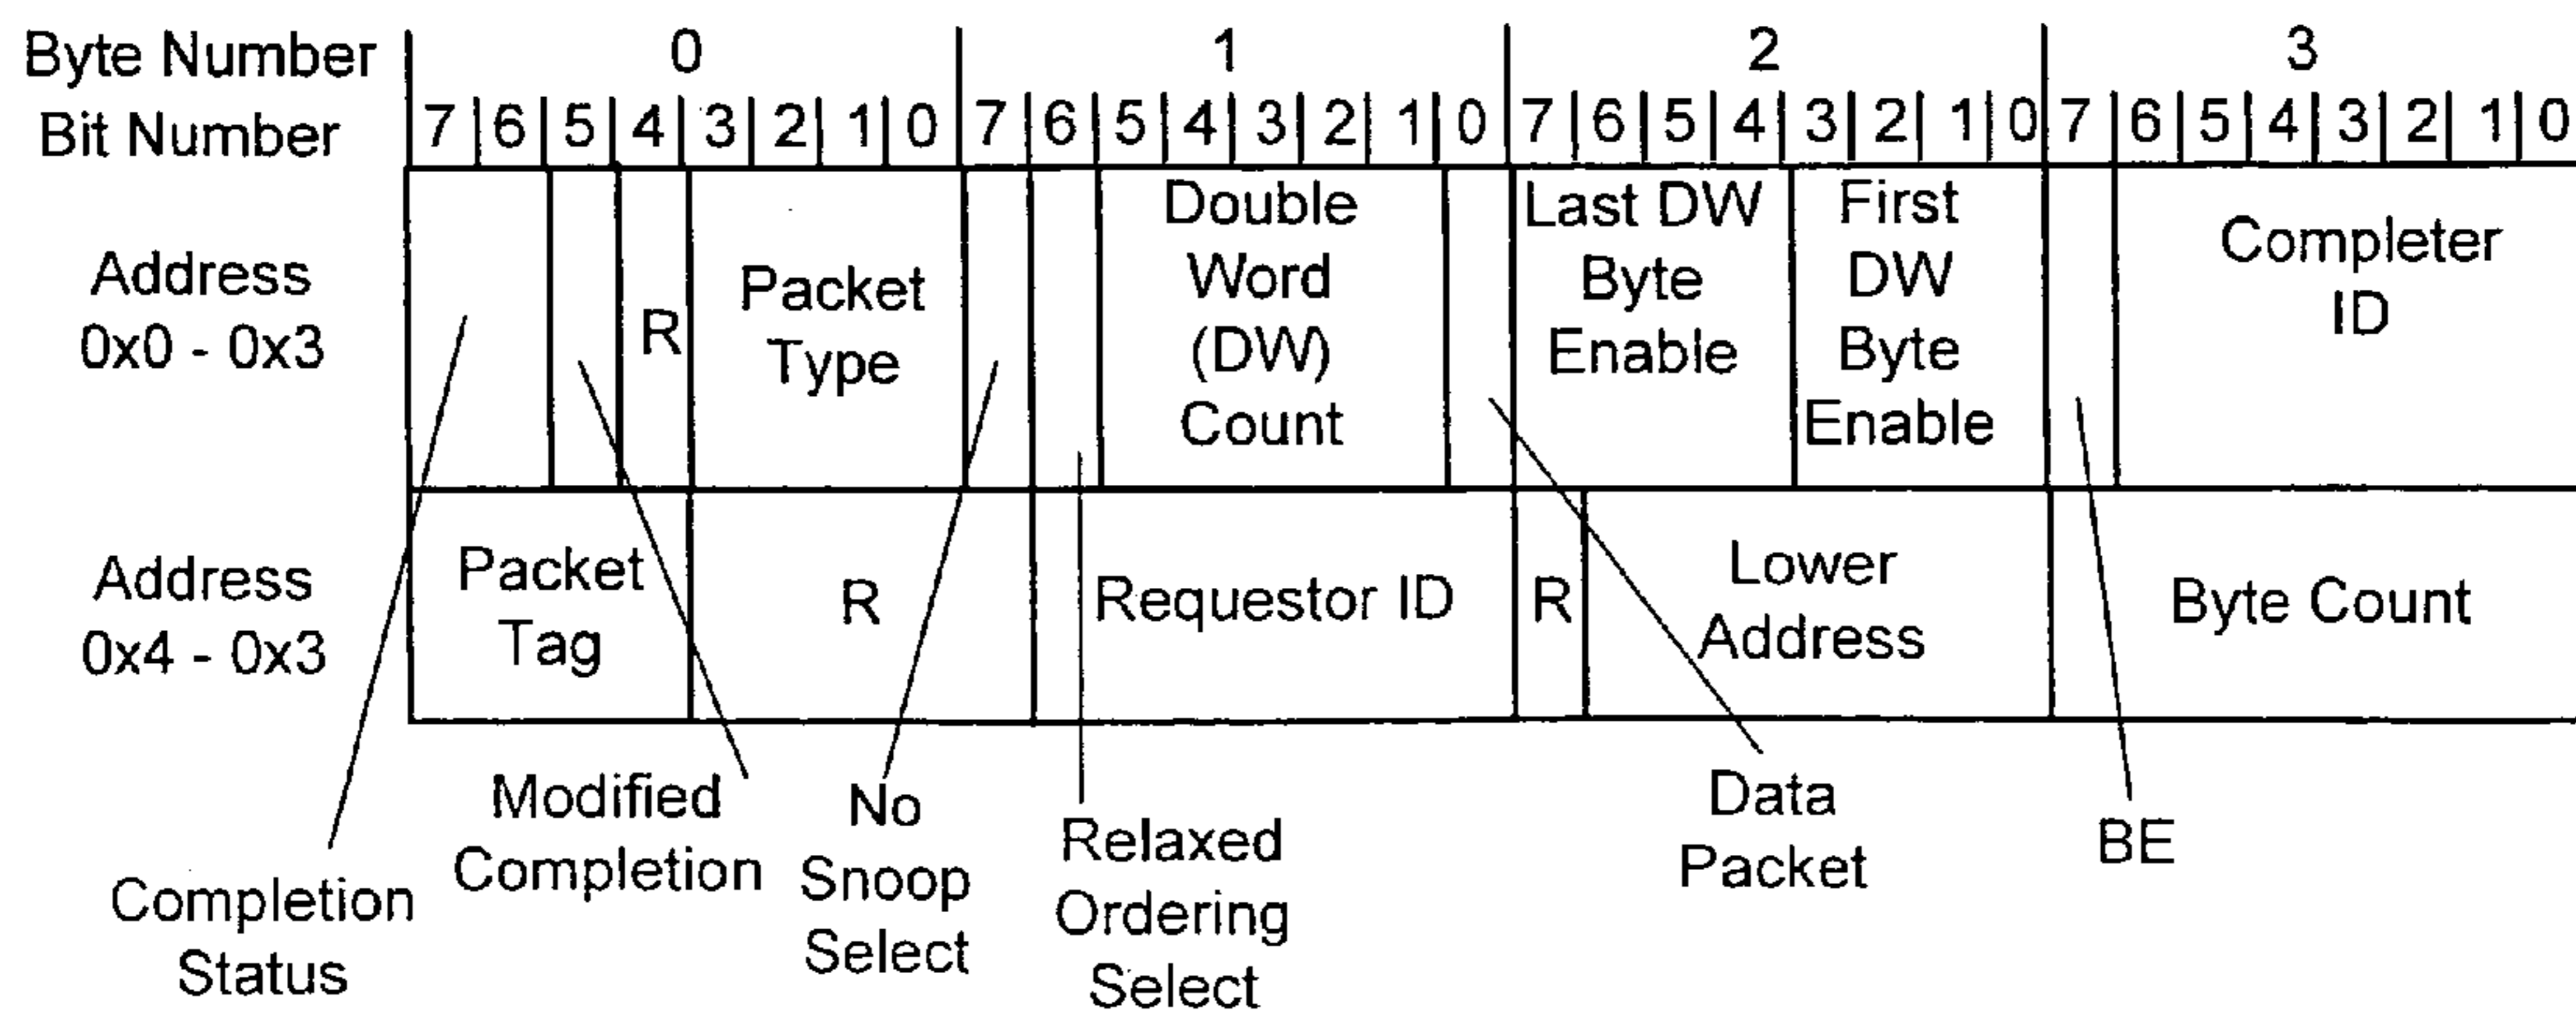 Byte Number 0 1 2 3
Bit Number 7 6 5 4 3 2 1 0 7 6 5 4 3 2 1 0 7 6 5 4 3 2 1 0 7 6 5 4 3 2 1 0
Address
0x0 - 0x3
R
Packet
Type
Double
Word
(DW)
Count
Last DW
Byte
Enable
First
DW
Byte
Enable
Completer
ID
Address
0x4 - 0x3
Packet
Tag
R
Requestor ID
R
Lower
Address
Byte Count
Completion
Status
Modified
Completion
No
Snoop
Select
Relaxed
Ordering
Select
Data
Packet
BE